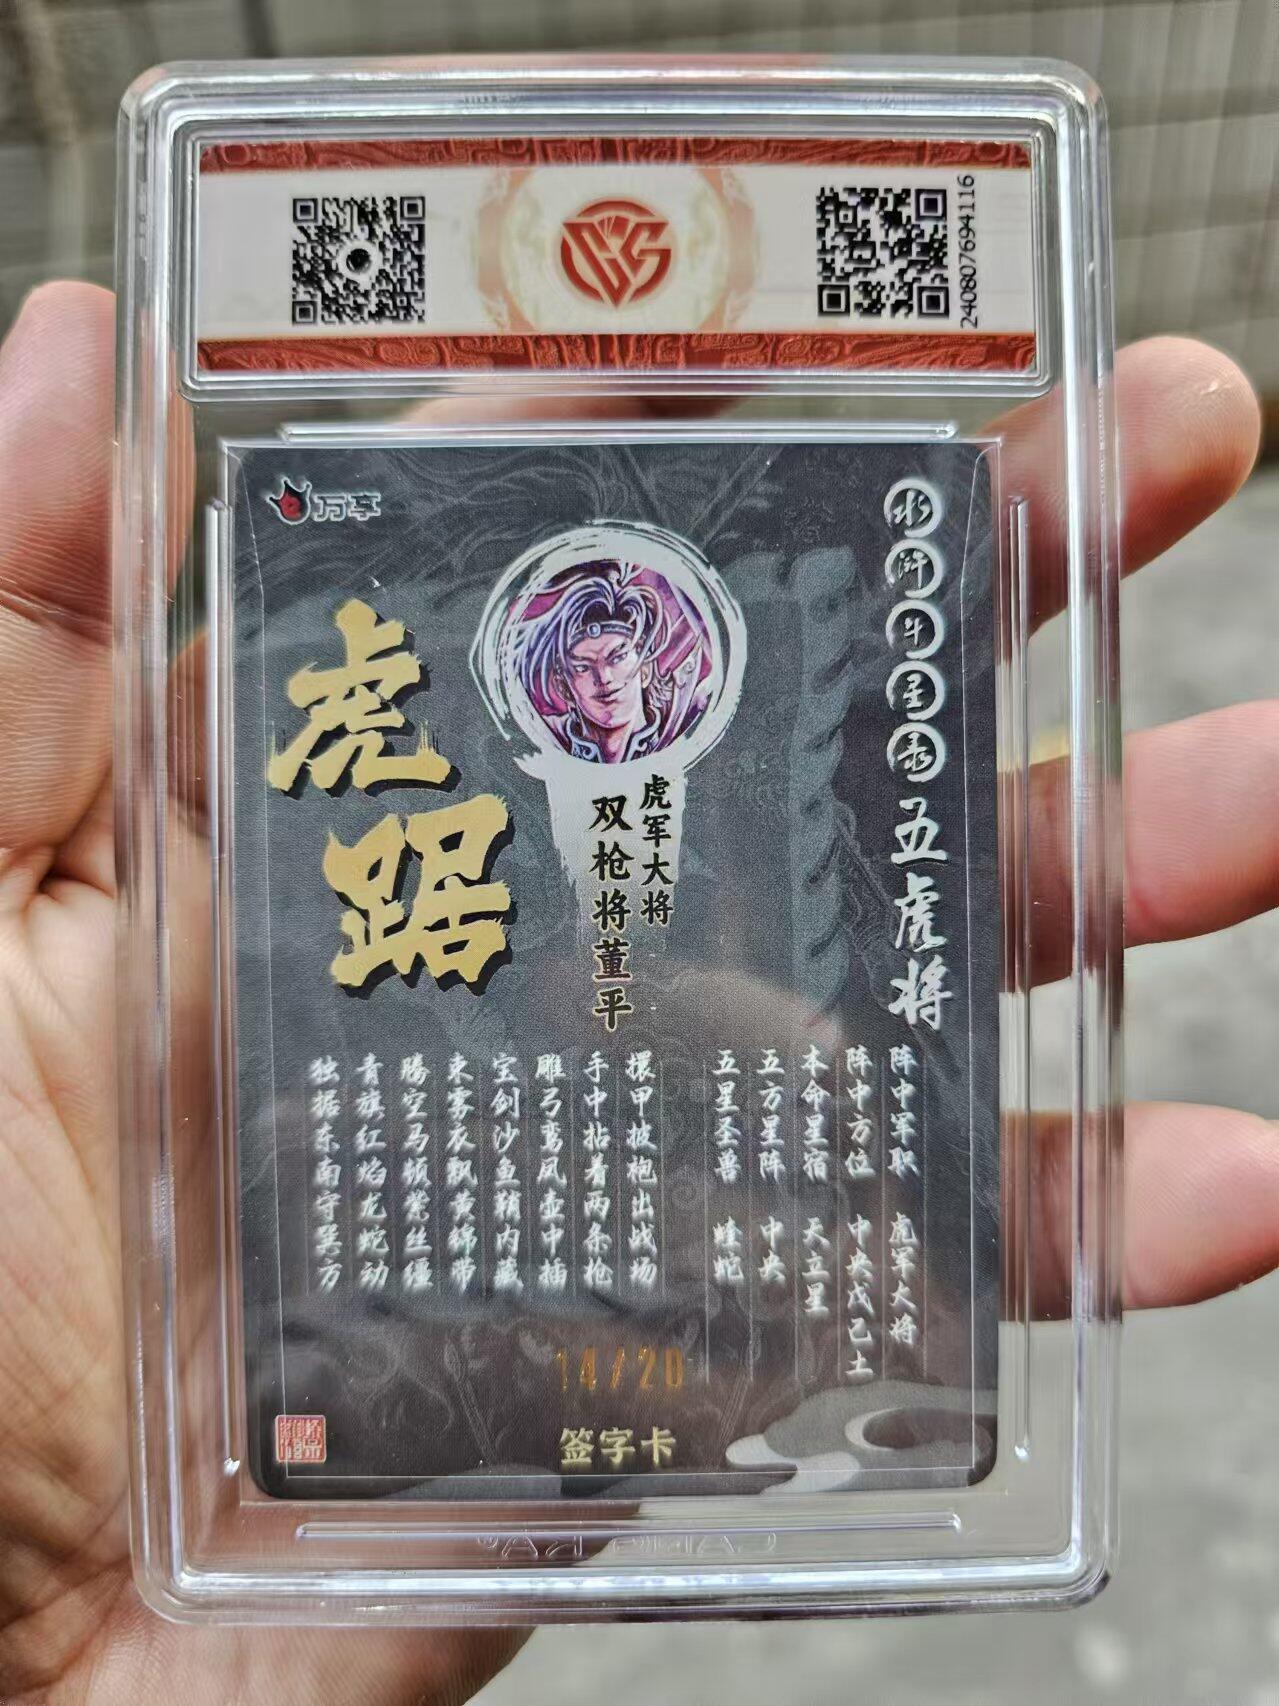 240807694116
万享
水浒斗星录 五虎将
虎踞
虎军大将
双枪将董平
阵中军职 虎军大将
阵中方位 中央戊己土
本命星宿 天立星
五方星阵 中央
五星圣兽 螣蛇
擐甲披袍出战场
手中拈着两条枪
雕弓鸾凤壶中插
宝剑沙鱼鞘内藏
束雾衣飘黄锦带
腾空马顿紫丝缰
青旗红焰龙蛇动
独据东南守巽方
14/20
签字卡